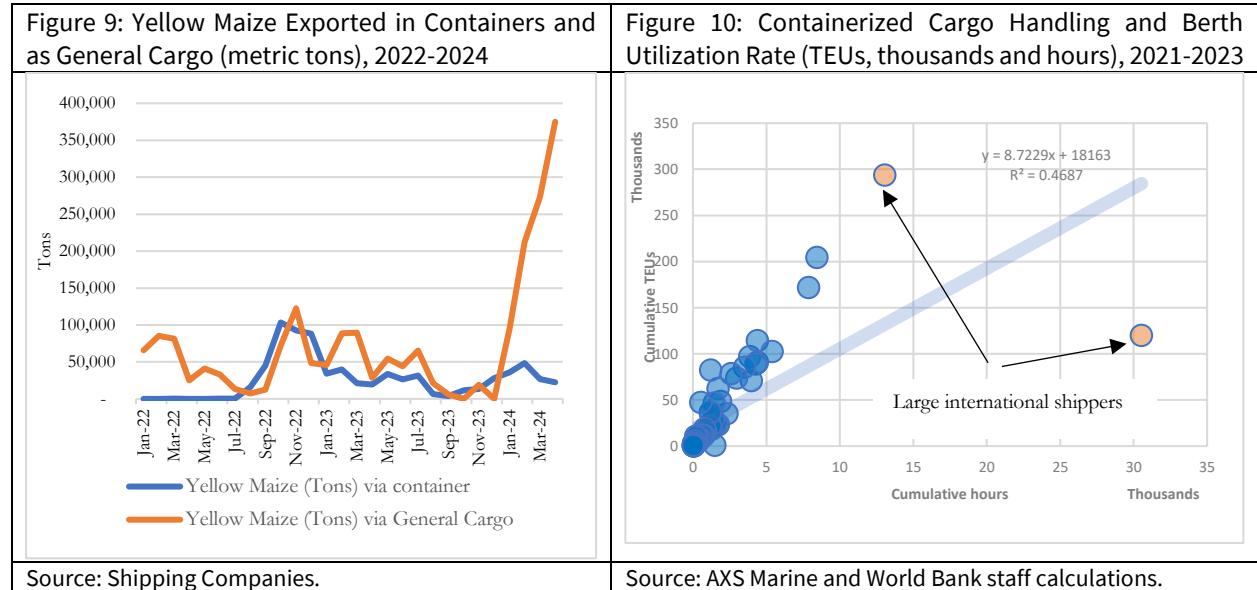 Figure 9: Yellow Maize Exported in Containers and
as General Cargo (metric tons), 2022-2024
400,000
350,000
300,000
250,000
200,000
150,000
100,000
50,000
-
Tons
Jan-22
Mar-22
May-22
Jul-22
Sep-22
Nov-22
Jan-23
Mar-23
May-23
Jul-23
Sep-23
Nov-23
Jan-24
Mar-24
Yellow Maize (Tons) via container
Yellow Maize (Tons) via General Cargo
Source: Shipping Companies.
Figure 10: Containerized Cargo Handling and Berth
Utilization Rate (TEUs, thousands and hours), 2021-2023
Thousands
Cumulative TEUs
350
300
250
200
150
100
50
0
y = 8.7229x + 18163
R² = 0.4687
Large international shippers
0
5
10
15
20
25
30
35
Cumulative hours
Thousands
Source: AXS Marine and World Bank staff calculations.